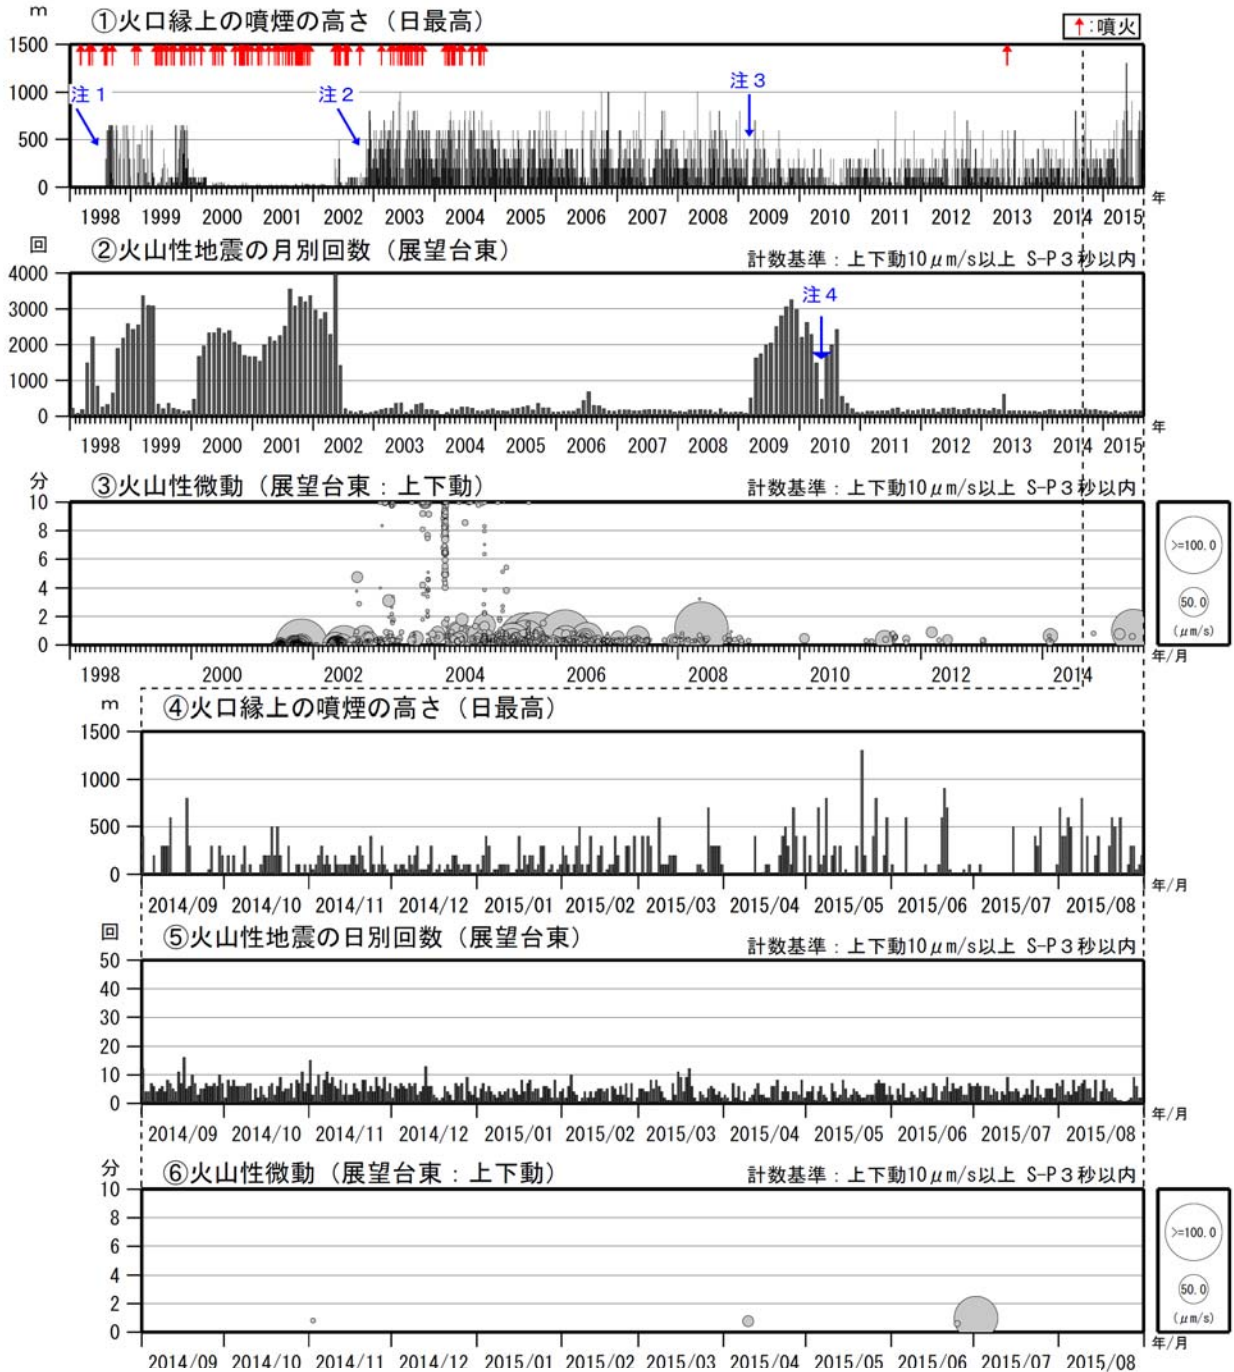 m ①火口縁上の噴煙の高さ（日最高） ↑:噴火
1500
1000
500
0
注１
注２
注３
1998 1999 2000 2001 2002 2003 2004 2005 2006 2007 2008 2009 2010 2011 2012 2013 2014 2015 年
回 ②火山性地震の月別回数（展望台東） 計数基準：上下動10μm/s以上 S-P３秒以内
4000
3000
2000
1000
0
注４
1998 1999 2000 2001 2002 2003 2004 2005 2006 2007 2008 2009 2010 2011 2012 2013 2014 2015 年
分 ③火山性微動（展望台東：上下動） 計数基準：上下動10μm/s以上 S-P３秒以内
10
8
6
4
2
0
>=100.0
50.0
(μm/s)
1998 2000 2002 2004 2006 2008 2010 2012 2014 年/月
m ④火口縁上の噴煙の高さ（日最高）
1500
1000
500
0
2014/09 2014/10 2014/11 2014/12 2015/01 2015/02 2015/03 2015/04 2015/05 2015/06 2015/07 2015/08 年/月
回 ⑤火山性地震の日別回数（展望台東） 計数基準：上下動10μm/s以上 S-P３秒以内
50
40
30
20
10
0
2014/09 2014/10 2014/11 2014/12 2015/01 2015/02 2015/03 2015/04 2015/05 2015/06 2015/07 2015/08 年/月
分 ⑥火山性微動（展望台東：上下動） 計数基準：上下動10μm/s以上 S-P３秒以内
10
8
6
4
2
0
>=100.0
50.0
(μm/s)
2014/09 2014/10 2014/11 2014/12 2015/01 2015/02 2015/03 2015/04 2015/05 2015/06 2015/07 2015/08 年/月